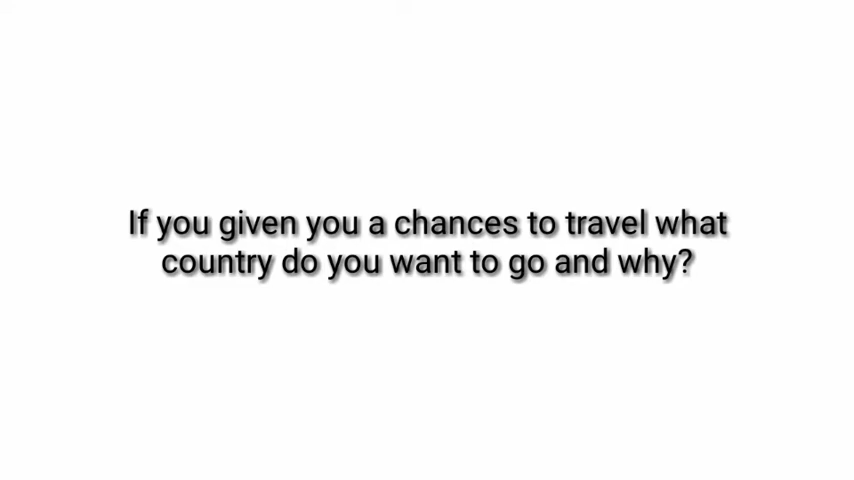 If you given you a chances to travel what
country do you want to go and why?